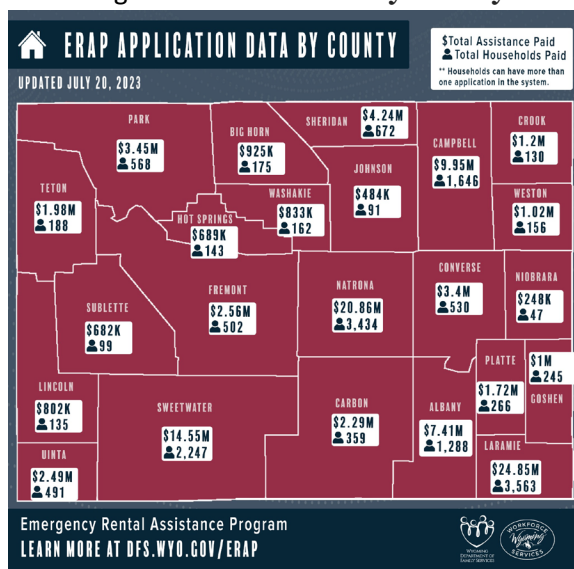 ERAP APPLICATION DATA BY COUNTY
$Total Assistance Paid
Total Households Paid
** Households can have more than
one application in the system.
UPDATED JULY 20, 2023
PARK
$3.45M
568
BIG HORN
$925K
175
SHERIDAN
$4.24M
672
CAMPBELL
$9.95M
1,646
CROOK
$1.2M
130
TETON
$1.98M
188
HOT SPRINGS
$689K
143
WASHAKIE
$833K
162
JOHNSON
$484K
91
WESTON
$1.02M
156
SUBLETTE
$682K
99
FREMONT
$2.56M
502
NATRONA
$20.86M
3,434
CONVERSE
$3.4M
530
NIOBRARA
$248K
47
LINCOLN
$802K
135
SWEETWATER
$14.55M
2,247
CARBON
$2.29M
359
ALBANY
$7.41M
1,288
PLATTE
$1.72M
266
$1M
245
GOSHEN
UINTA
$2.49M
491
LARAMIE
$24.85M
3,563
Emergency Rental Assistance Program
LEARN MORE AT DFS.WYO.GOV/ERAP
WYOMING
DEPARTMENT OF
FAMILY SERVICES
WORKFORCE
Wyoming
SERVICES